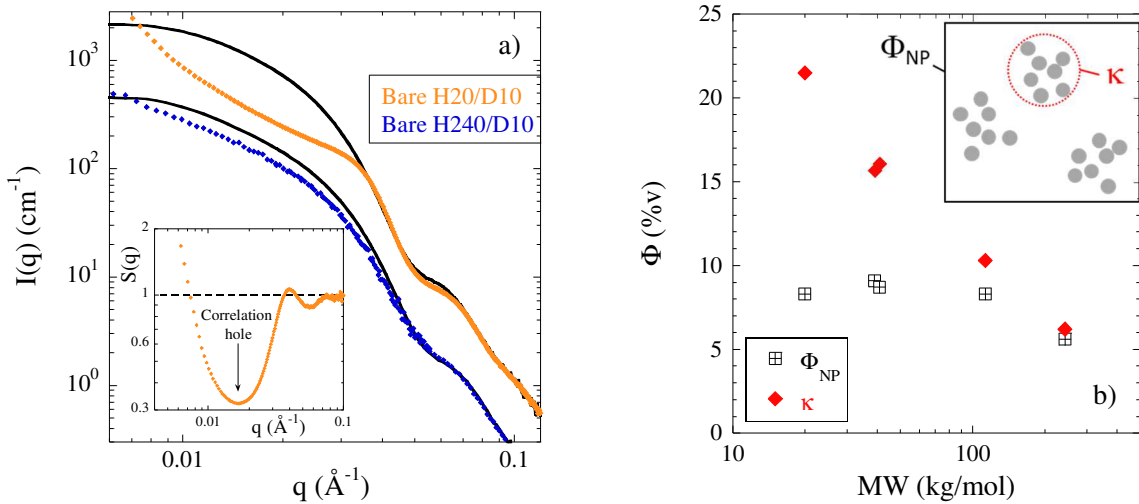 a)
Bare H20/D10
Bare H240/D10
I(q) (cm⁻¹)
10³
10²
10¹
10⁰
0.01
0.1
q (Å⁻¹)
S(q)
2
1
0.6
0.3
Correlation
hole
0.01
0.1
q (Å⁻¹)
b)
Φ (%v)
25%
20%
15%
10%
5%
0%
10
100
MW (kg/mol)
Φ_NP
κ
Φ_NP
κ